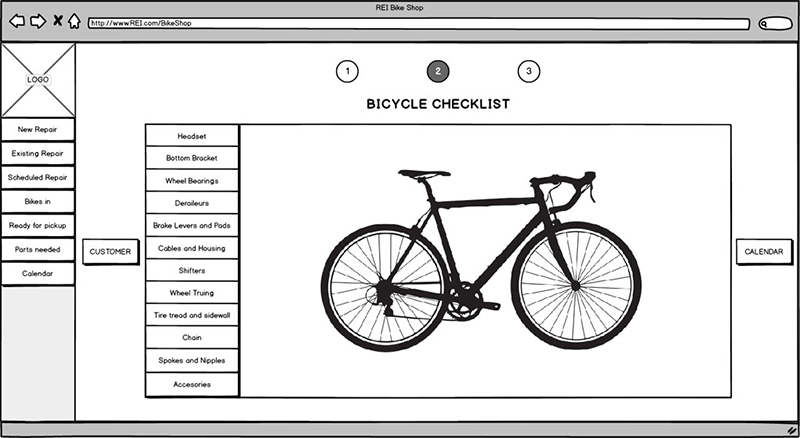 REI Bike Shop
http://www.REI.com/BikeShop
LOGO
New Repair
Existing Repair
Scheduled Repair
Bikes in
Ready for pickup
Parts needed
Calendar
1
2
3
BICYCLE CHECKLIST
CUSTOMER
Headset
Bottom Bracket
Wheel Bearings
Deraileurs
Brake Levers and Pads
Cables and Housing
Shifters
Wheel Truing
Tire tread and sidewall
Chain
Spokes and Nipples
Accesories
CALENDAR